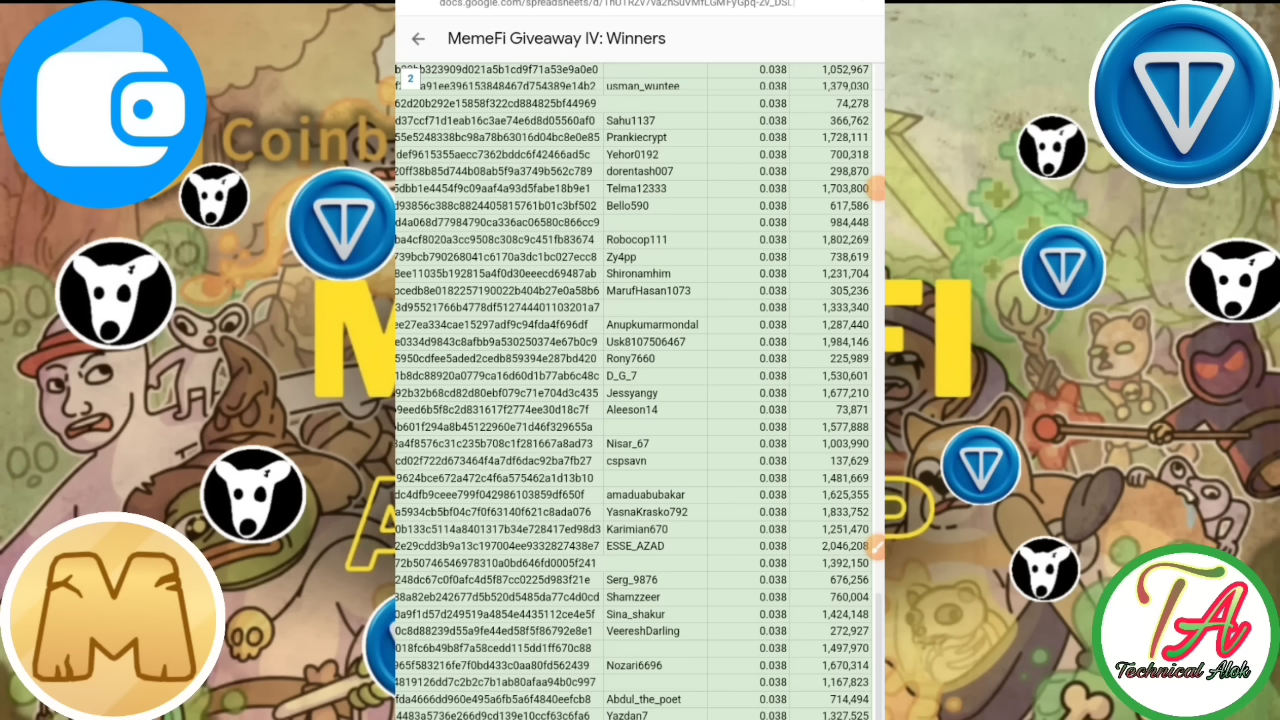 docs.google.com/spreadsheets/d/
MemeFi Giveaway IV: Winners
2
0.038 1,052,967
usman_wuntee 0.038 1,379,030
62d20b292e15858f322cd884825bf44969 0.038 74,278
d37ccf71d1eab16c3ae74e6d8d05560af0 Sahu1137 0.038 366,762
55e5248338bc98a78b63016d04bc8e0e85 Prankiecrypt 0.038 1,728,111
def9615355aecc7362bddc6f42466ad5c Yehor0192 0.038 700,318
20ff38b85d744b08ab5f9a3749b562c789 dorentash007 0.038 298,870
5dbb1e4454f9c09aaf4a93d5fabe18b9e1 Telma12333 0.038 1,703,800
d93856c388c8824405815761b01c3bf502 Bello590 0.038 617,586
d4a068d77984790ca336ac06580c866cc9 0.038 984,448
ba4cf8020a3cc9508c308c9c451fb83674 Robocop111 0.038 1,802,269
739bcb790268041c6170a3dc1bc027ecc8 Zy4pp 0.038 738,619
8ee11035b192815a4f0d30eeecd69487ab Shironamhim 0.038 1,231,704
ocedb8e0182257190022b404b27e0a58b6 MarufHasan1073 0.038 305,236
3d95521766b4778df512744401103201a7 0.038 1,333,340
ee27ea334cae15297adf9c94fda4f696df Anupkumarmondal 0.038 1,287,440
e0334d9843c8afbb9a530250374e67b0c9 Usk8107506467 0.038 1,984,146
5950cdfee5aded2cedb859394e287bd420 Rony7660 0.038 225,989
1b8dc88920a0779ca16d60d1b77ab6c48c D_G_7 0.038 1,530,601
92b32b68cd82d80ebf079c71e704d3c435 Jessyangy 0.038 1,677,210
9eed6b5f8c2d831617f2774ee30d18c7f Aleeson14 0.038 73,871
b601f294a8b45122960e71d46f329655a 0.038 1,577,888
3a4f8576c31c235b708c1f281667a8ad73 Nisar_67 0.038 1,003,990
cd02f722d673464f4a7df6dac92ba7fb27 cspsavn 0.038 137,629
9624bce672a472c4f6a575462a1d13b10 0.038 1,481,669
dc4dfb9ceee799f042986103859df650f amaduabubakar 0.038 1,625,355
a5934cb5bf04c7f0f63140f621c8ada076 YasnaKrasko792 0.038 1,833,752
0b133c5114a8401317b34e728417ed98d3 Karimian670 0.038 1,251,470
2e29cdd3b9a13c197004ee9332827438e7 ESSE_AZAD 0.038 2,046,208
72b50746546978310a0bd646fd0005f241 0.038 1,392,150
248dc67c0f0afc4d5f87cc0225d983f21e Serg_9876 0.038 676,256
38a82eb242677d5b520d5485da77c4d0cd Shamzzeer 0.038 760,004
0a9f1d57d249519a4854e4435112ce4e5f Sina_shakur 0.038 1,424,148
0c8d88239d55a9fe44ed58f5f86792e8e1 VeereshDarling 0.038 272,927
018fc6b49b8f7a58cedd115dd1ff670c88 0.038 1,497,970
965f583216fe7f0bd433c0aa80fd562439 Nozari6696 0.038 1,670,314
4819126dd7c2b2c7b1ab80afaa94b0c997 0.038 1,167,823
fda4666dd960e495a6fb5a6f4840eefcb8 Abdul_the_poet 0.038 714,494
4483a5736e266d9cd139e10ccf63c6fa6 Yazdan7 0.038 1,327,525
Coinb
M
FI
A
P
M
TA
Technical Alok